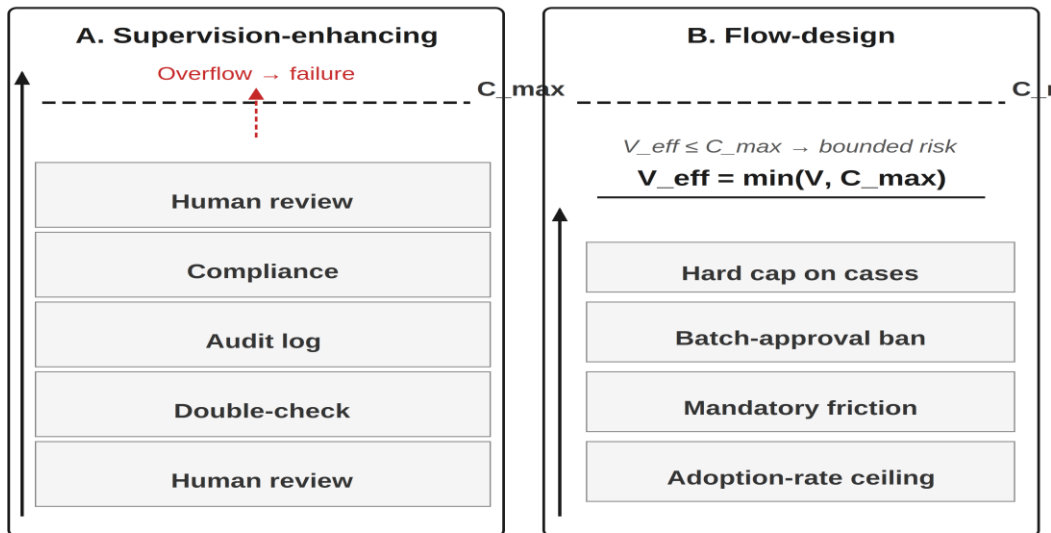 A. Supervision-enhancing
Overflow → failure
C_max
Human review
Compliance
Audit log
Double-check
Human review
B. Flow-design
V_eff ≤ C_max → bounded risk
V_eff = min(V, C_max)
Hard cap on cases
Batch-approval ban
Mandatory friction
Adoption-rate ceiling